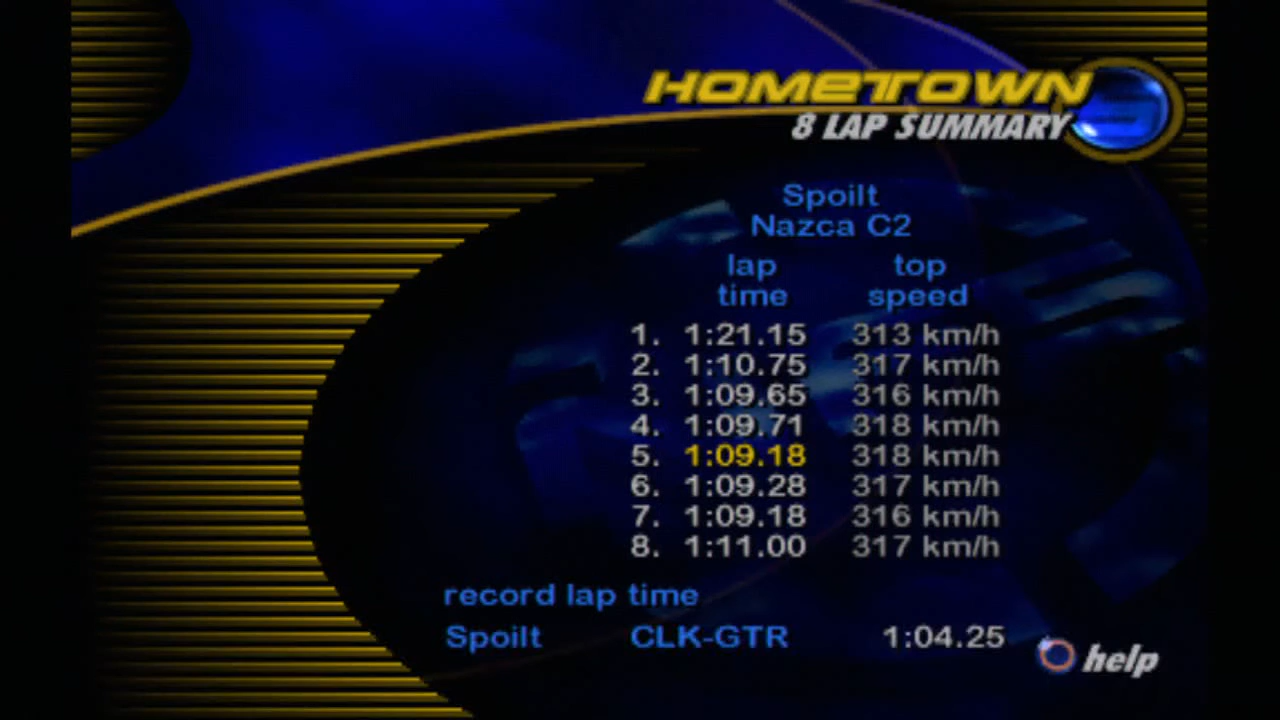 HOMETOWN
8 LAP SUMMARY
Spoilt
Nazca C2
lap time top speed
1. 1:21.15 313 km/h
2. 1:10.75 317 km/h
3. 1:09.65 316 km/h
4. 1:09.71 318 km/h
5. 1:09.18 318 km/h
6. 1:09.28 317 km/h
7. 1:09.18 316 km/h
8. 1:11.00 317 km/h
record lap time
Spoilt CLK-GTR 1:04.25
help